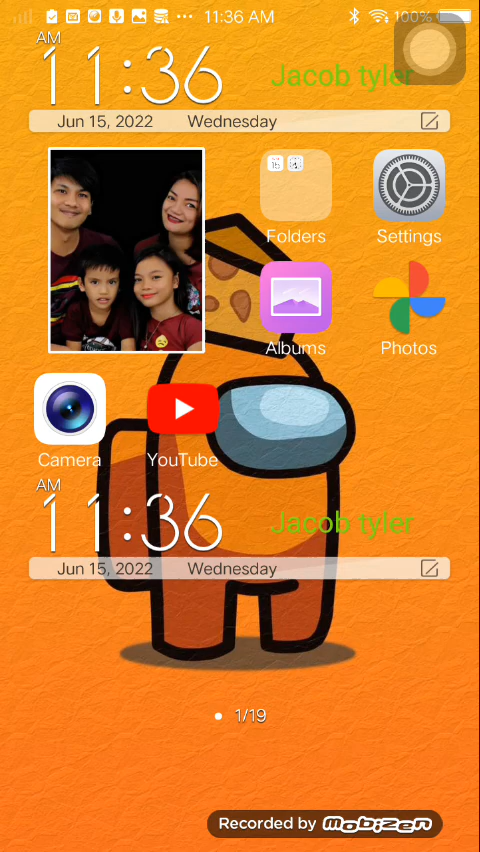 11:36 AM 100%
AM
11:36 Jacob tyler
Jun 15, 2022 Wednesday
Folders Settings
Albums Photos
Camera YouTube
AM
11:36 Jacob tyler
Jun 15, 2022 Wednesday
1/19
Recorded by Mobizen